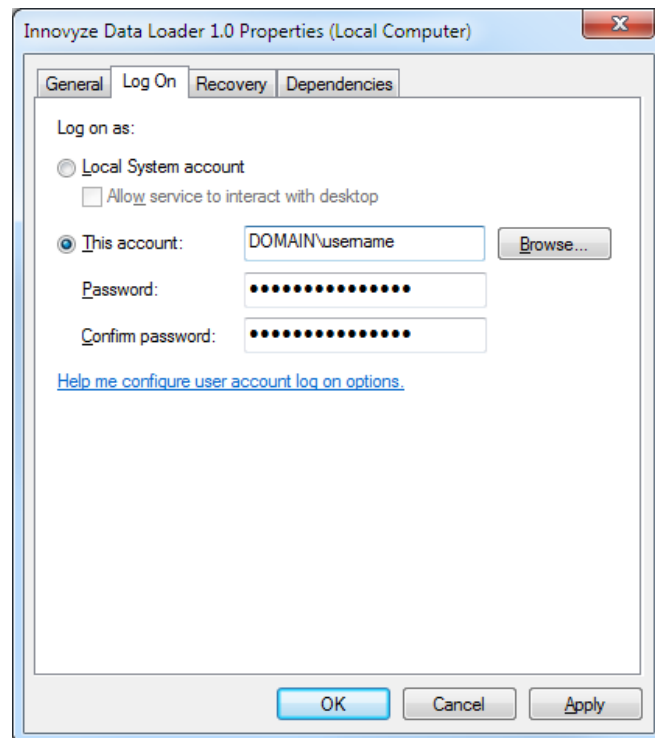 Innovyze Data Loader 1.0 Properties (Local Computer)
General Log On Recovery Dependencies
Log on as:
Local System account
Allow service to interact with desktop
This account: DOMAIN\username Browse...
Password: ●●●●●●●●●●●●●●●
Confirm password: ●●●●●●●●●●●●●●●
Help me configure user account log on options.
OK Cancel Apply